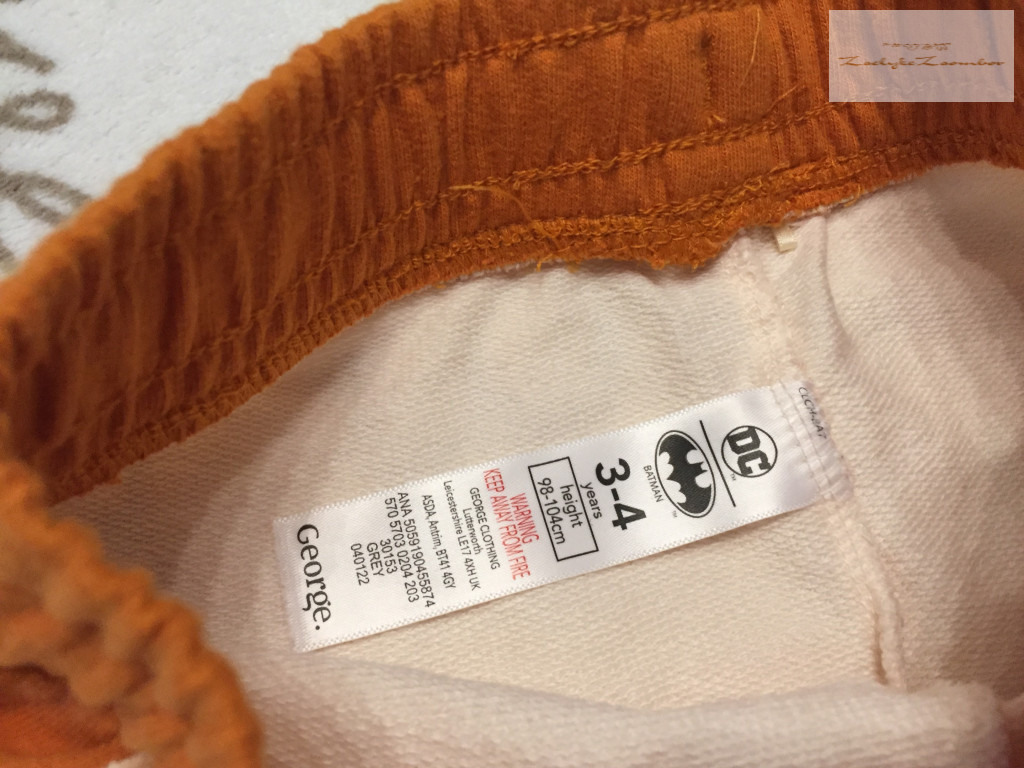 DC
BATMAN
TM
3-4
years
height
98-104cm
WARNING
KEEP AWAY FROM FIRE
GEORGE CLOTHING
Lutterworth
Leicestershire LE17 4XH UK
ASDA, Antrim, BT41 4GY
ANA 5059190455874
570 5703 0204 203
30153
GREY
040122
George.